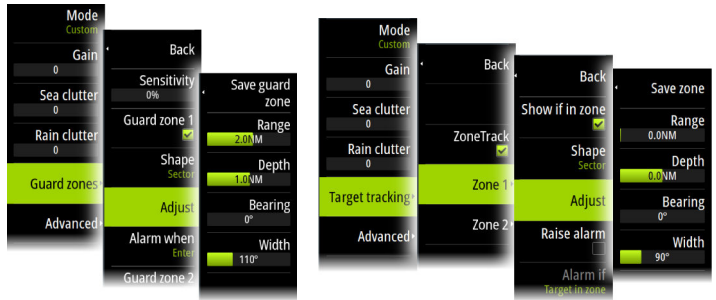 Mode
Custom
Gain
0
Sea clutter
0
Rain clutter
0
Guard zones
Advanced
Back
Sensitivity
0%
Guard zone 1
Shape
Sector
Adjust
Alarm when
Enter
Guard zone 2
Save guard
zone
Range
2.0NM
Depth
1.0NM
Bearing
0°
Width
110°
Mode
Custom
Gain
0
Sea clutter
0
Rain clutter
0
Target tracking
Advanced
Back
ZoneTrack
Zone 1
Zone 2
Back
Show if in zone
Shape
Sector
Adjust
Raise alarm
Alarm if
Target in zone
Save zone
Range
0.0NM
Depth
0.0NM
Bearing
0°
Width
90°